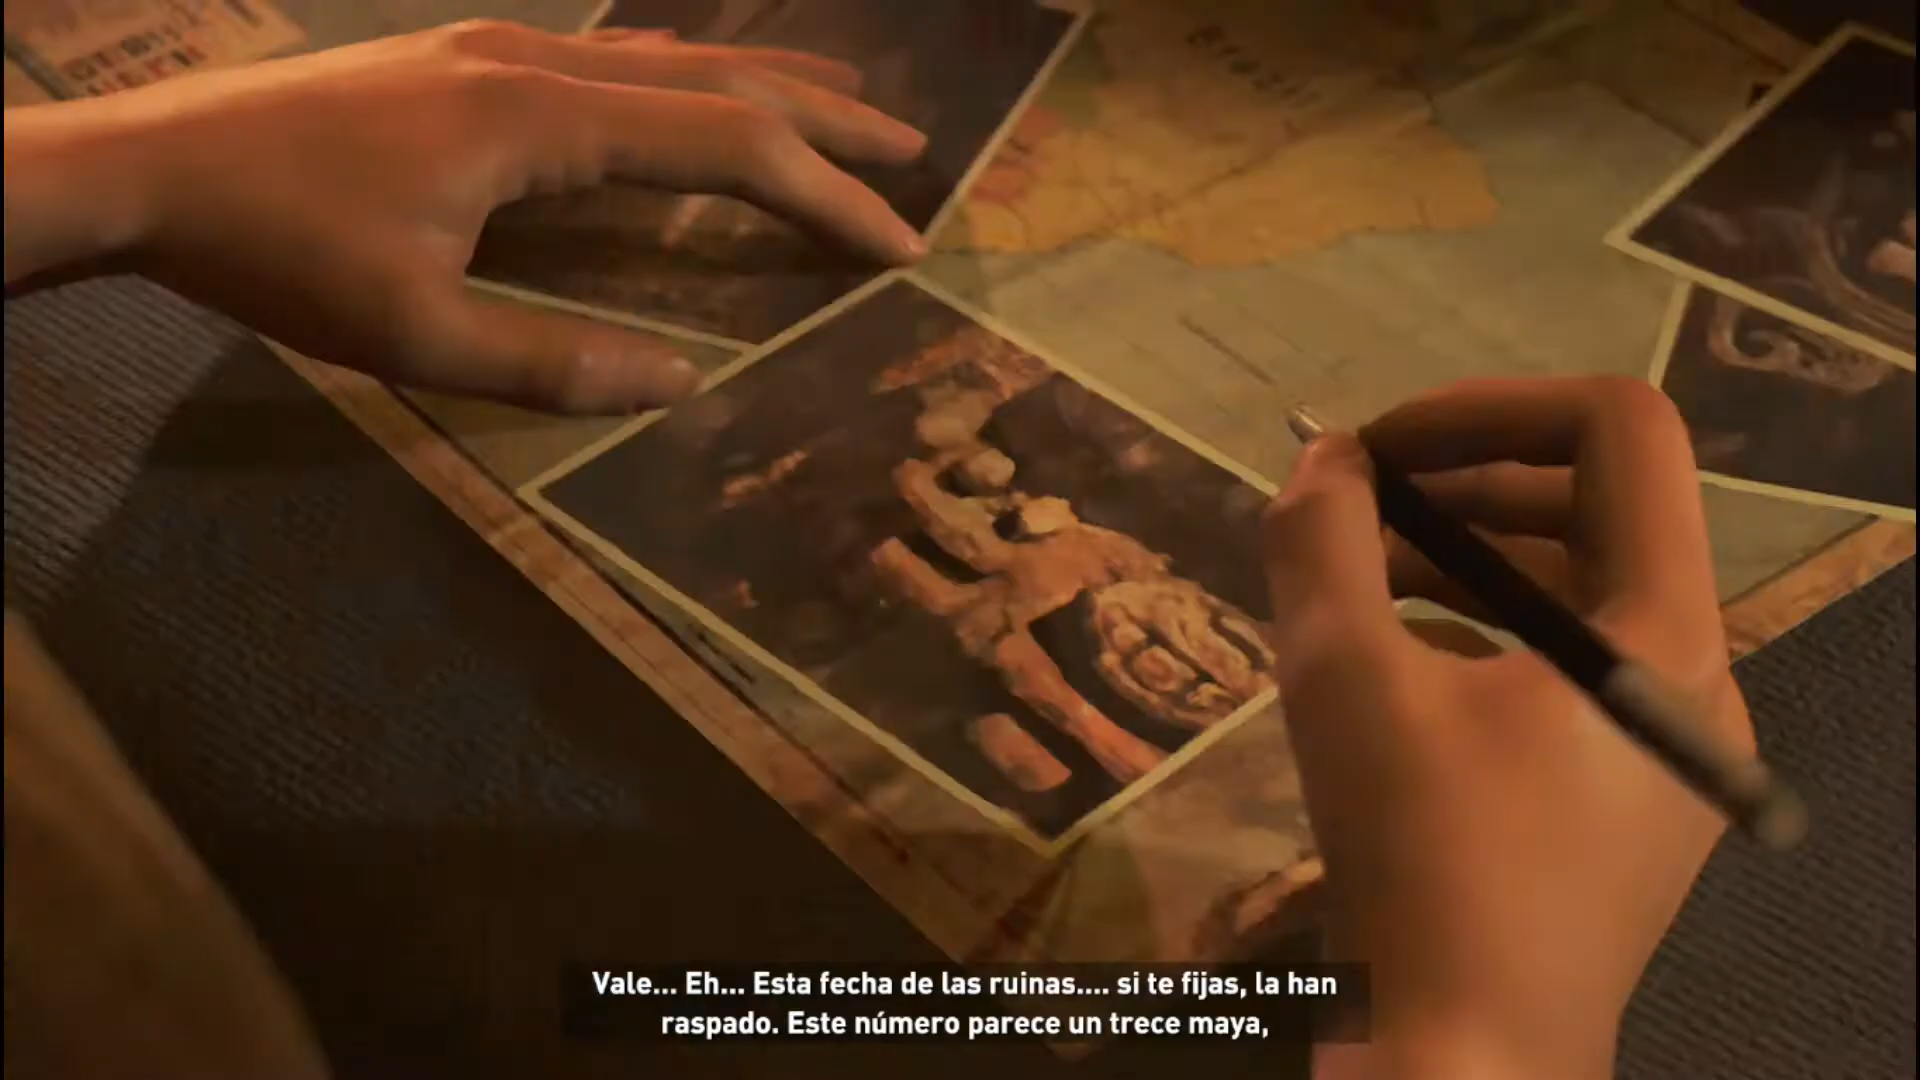 Brazil
Vale... Eh... Esta fecha de las ruinas.... si te fijas, la han
raspado. Este número parece un trece maya,